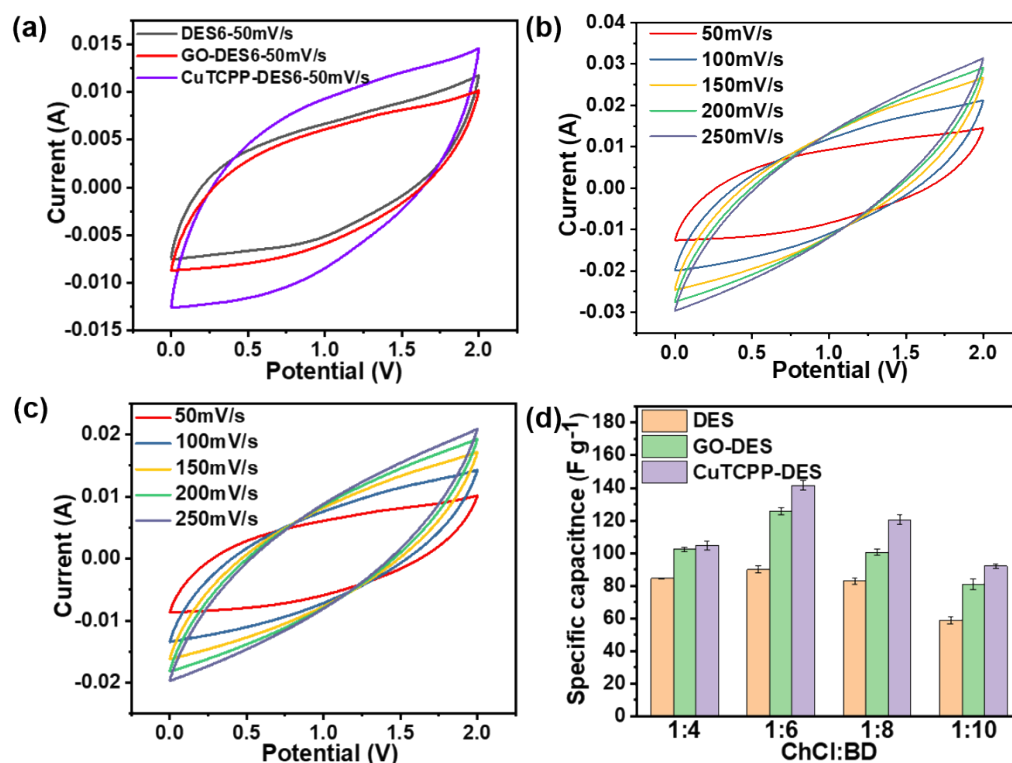 (a)
DES6-50mV/s
GO-DES6-50mV/s
CuTCPP-DES6-50mV/s
0.015
0.010
0.005
0.000
-0.005
-0.010
-0.015
Current (A)
0.0 0.5 1.0 1.5 2.0
Potential (V)
(b)
50mV/s
100mV/s
150mV/s
200mV/s
250mV/s
0.04
0.03
0.02
0.01
0.00
-0.01
-0.02
-0.03
Current (A)
0.0 0.5 1.0 1.5 2.0
Potential (V)
(c)
50mV/s
100mV/s
150mV/s
200mV/s
250mV/s
0.02
0.01
0.00
-0.01
-0.02
Current (A)
0.0 0.5 1.0 1.5 2.0
Potential (V)
(d)
DES
GO-DES
CuTCPP-DES
180
160
140
120
100
80
60
40
20
0
Specific capacitnce (F g-1)
1:4 1:6 1:8 1:10
ChCl:BD